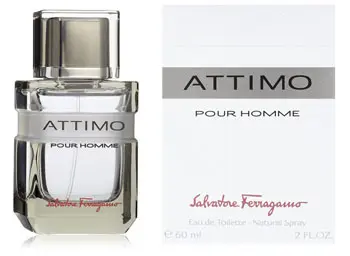 ATTIMO
POUR HOMME
Salvatore Ferragamo
ATTIMO
POUR HOMME
Salvatore Ferragamo
Eau de Toilette - Natural Spray
℮ 60 ml 2 FL.OZ.